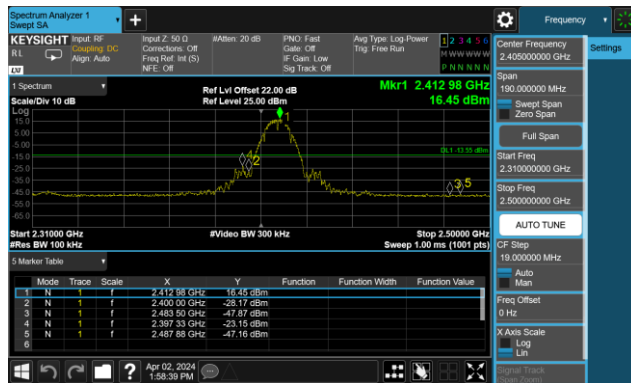 Spectrum Analyzer 1
Swept SA
Frequency
KEYSIGHT Input: RF Input Z: 50 Ω #Atten: 20 dB PNO: Fast Avg Type: Log-Power 1 2 3 4 5 6
RL Coupling: DC Corrections: Off Gate: Off Trig: Free Run M W W W W W
Align: Auto Freq Ref: Int (S) IF Gain: Low P N N N N N
LXI NFE: Off Sig Track: Off
1 Spectrum
Ref Lvl Offset 22.00 dB Mkr1 2.412 98 GHz
Scale/Div 10 dB Ref Level 25.00 dBm 16.45 dBm
Log
15.0
5.00
-5.00
-15.0
-25.0
-35.0
-45.0
-55.0
-65.0
1
DL1 -13.55 dBm
2
3
5
Start 2.31000 GHz #Video BW 300 kHz Stop 2.50000 GHz
#Res BW 100 kHz Sweep 1.00 ms (1001 pts)
5 Marker Table
Mode Trace Scale X Y Function Function Width Function Value
1 N 1 f 2.412 98 GHz 16.45 dBm
2 N 1 f 2.400 00 GHz -28.17 dBm
3 N 1 f 2.483 50 GHz -47.87 dBm
4 N 1 f 2.397 33 GHz -23.15 dBm
5 N 1 f 2.487 88 GHz -47.16 dBm
6
Apr 02, 2024
1:58:39 PM
Center Frequency
2.405000000 GHz
Settings
Span
190.000000 MHz
Swept Span
Zero Span
Full Span
Start Freq
2.310000000 GHz
Stop Freq
2.500000000 GHz
AUTO TUNE
CF Step
19.000000 MHz
Auto
Man
Freq Offset
0 Hz
X Axis Scale
Log
Lin
Signal Track
(Span Zoom)